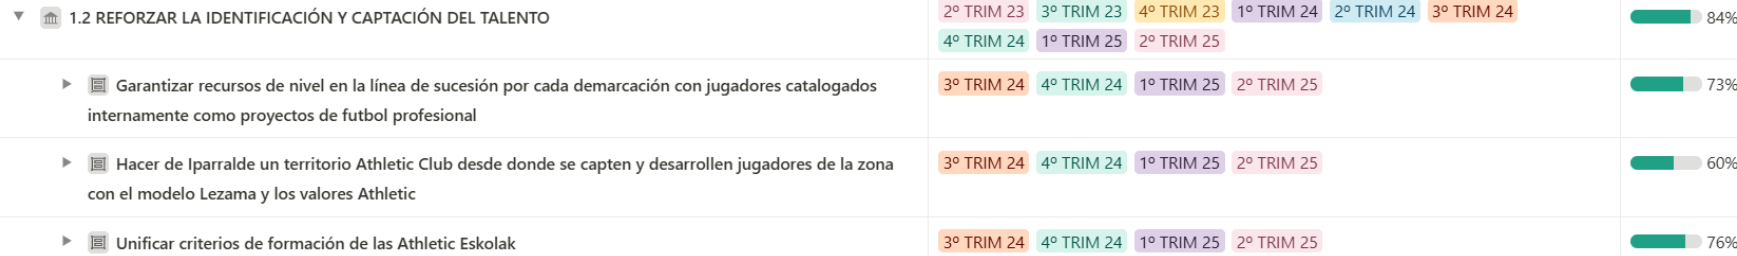 1.2 REFORZAR LA IDENTIFICACIÓN Y CAPTACIÓN DEL TALENTO
2º TRIM 23 3º TRIM 23 4º TRIM 23 1º TRIM 24 2º TRIM 24 3º TRIM 24
4º TRIM 24 1º TRIM 25 2º TRIM 25
84%
Garantizar recursos de nivel en la línea de sucesión por cada demarcación con jugadores catalogados
internamente como proyectos de futbol profesional
3º TRIM 24 4º TRIM 24 1º TRIM 25 2º TRIM 25
73%
Hacer de Iparralde un territorio Athletic Club desde donde se capten y desarrollen jugadores de la zona
con el modelo Lezama y los valores Athletic
3º TRIM 24 4º TRIM 24 1º TRIM 25 2º TRIM 25
60%
Unificar criterios de formación de las Athletic Eskolak
3º TRIM 24 4º TRIM 24 1º TRIM 25 2º TRIM 25
76%